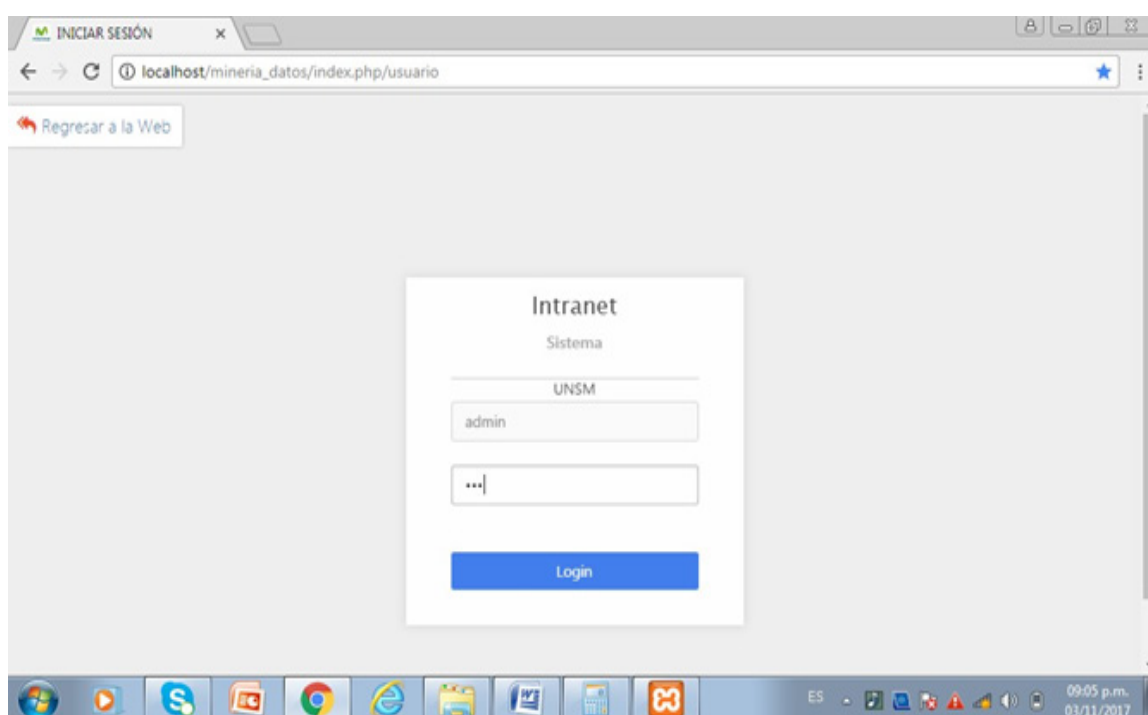 INICIAR SESIÓN
localhost/mineria_datos/index.php/usuario
Regresar a la Web
Intranet
Sistema
UNSM
admin
•••
Login
ES
09:05 p.m.
03/11/2017